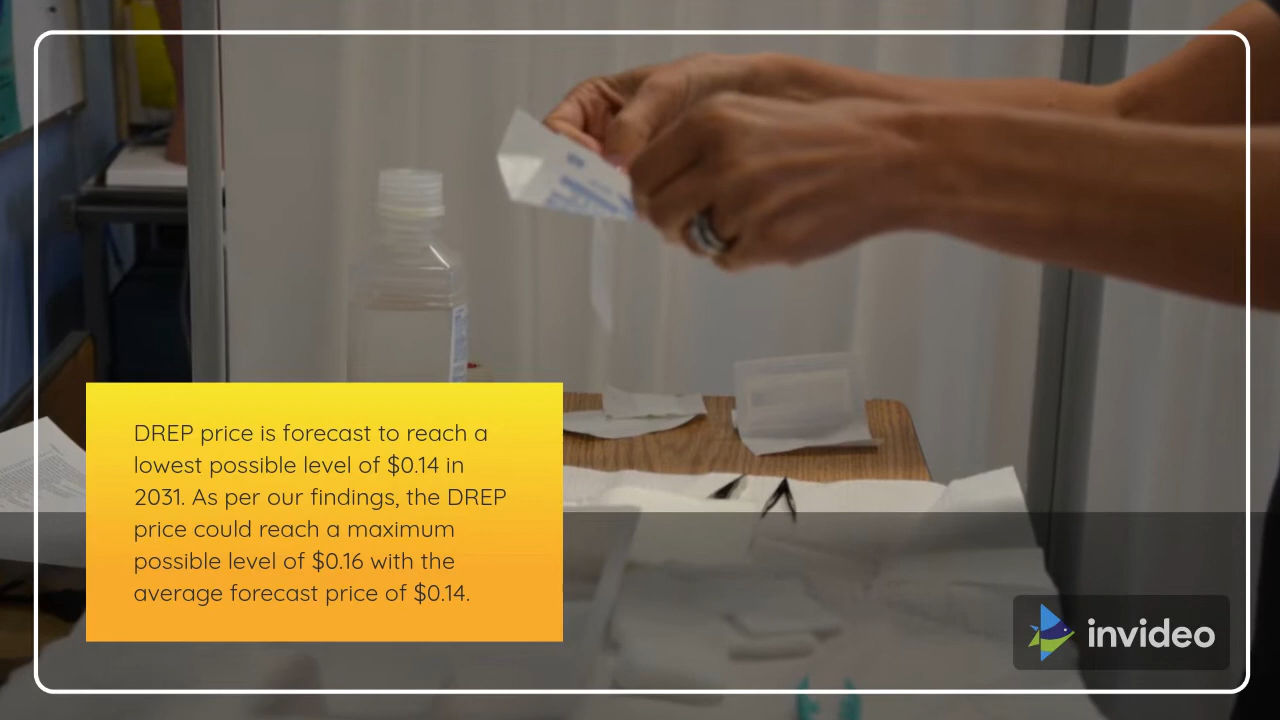 DREP price is forecast to reach a
lowest possible level of $0.14 in
2031. As per our findings, the DREP
price could reach a maximum
possible level of $0.16 with the
average forecast price of $0.14.
invideo